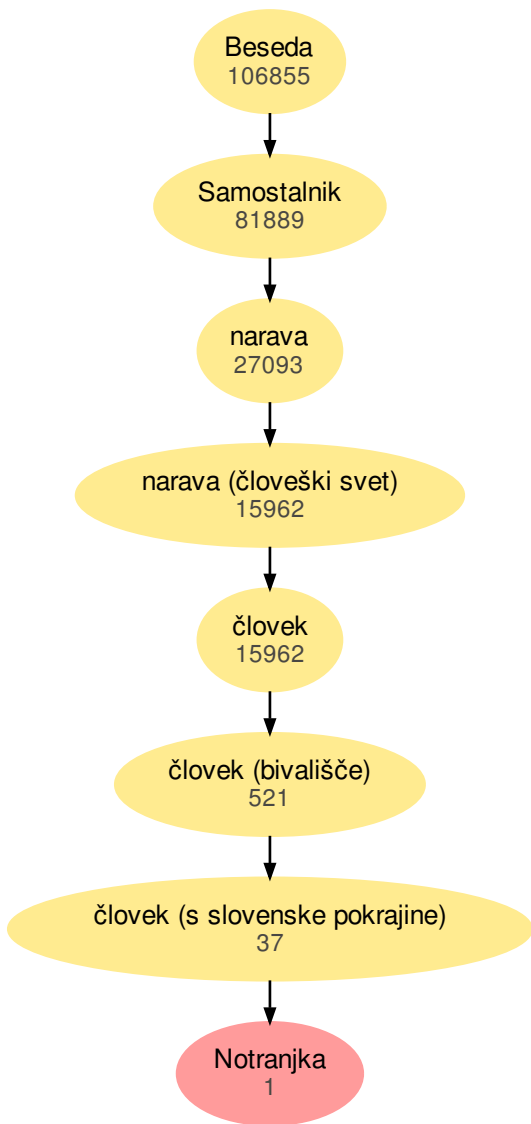 Beseda
106855
Samostalnik
81889
narava
27093
narava (človeški svet)
15962
človek
15962
človek (bivališče)
521
človek (s slovenske pokrajine)
37
Notranjka
1